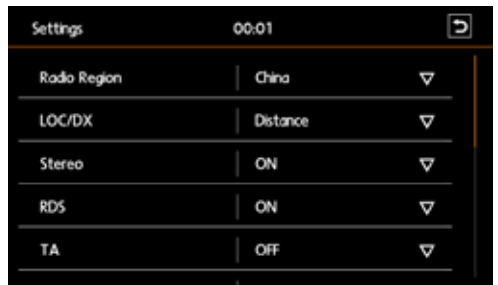 Settings 00:01
Radio Region China
LOC/DX Distance
Stereo ON
RDS ON
TA OFF